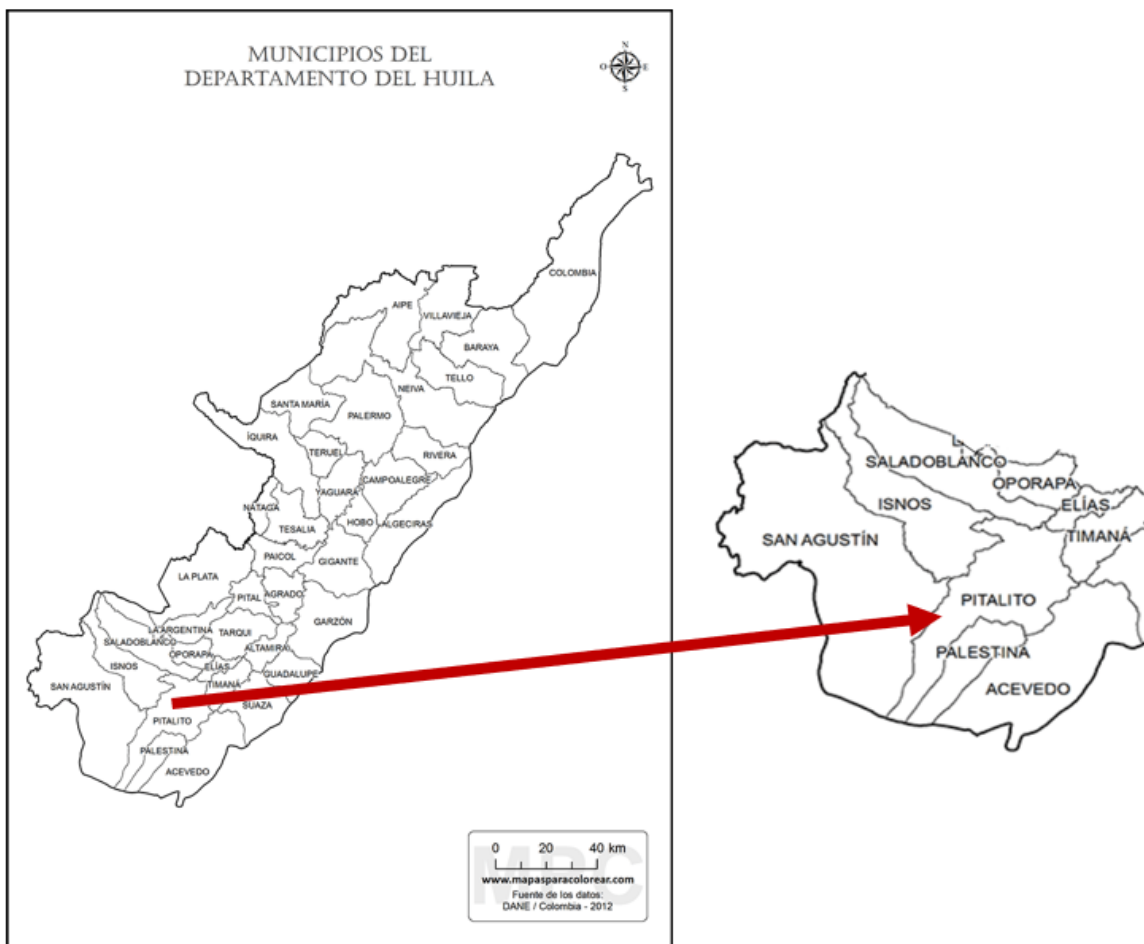 MUNICIPIOS DEL
DEPARTAMENTO DEL HUILA
N
O
E
S
COLOMBIA
AIPE
VILLAVIEJA
BARAYA
TELLO
NEIVA
SANTA MARÍA
PALERMO
ÍQUIRA
TERUEL
RIVERA
CAMPOALEGRE
YAGUARÁ
NÁTAGA
TESALIA
HOBO
ALGECIRAS
PAICOL
GIGANTE
LA PLATA
PITAL
AGRADO
GARZÓN
LA ARGENTINA
TARQUI
SALADOBLANCO
OPORAPA
ALTAMIRA
ISNOS
ELÍAS
GUADALUPE
SAN AGUSTÍN
TIMANÁ
SUAZA
PITALITO
PALESTINA
ACEVEDO
0 20 40 km
MPC
www.mapasparacolorear.com
Fuente de los datos:
DANE / Colombia - 2012
SALADOBLANCO
OPORAPA
ISNOS
ELÍAS
TIMANÁ
SAN AGUSTÍN
PITALITO
PALESTINA
ACEVEDO